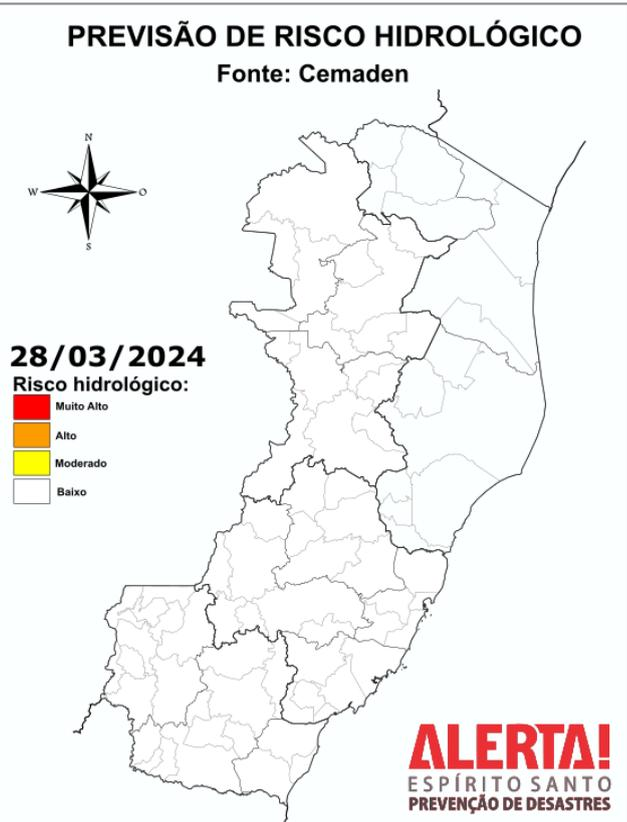 PREVISÃO DE RISCO HIDROLÓGICO
Fonte: Cemaden
N
W
O
S
28/03/2024
Risco hidrológico:
Muito Alto
Alto
Moderado
Baixo
ALERTA!
ESPÍRITO SANTO
PREVENÇÃO DE DESASTRES